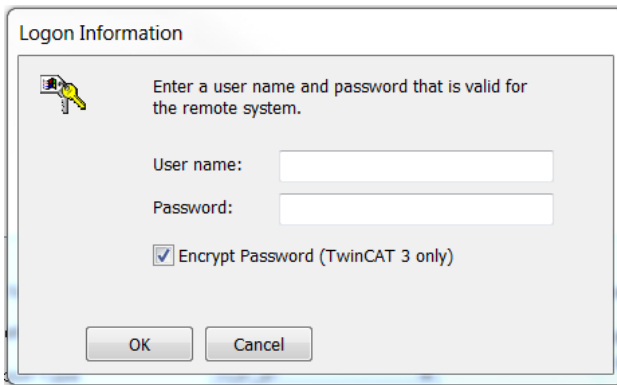 Logon Information
Enter a user name and password that is valid for
the remote system.
User name:
Password:
Encrypt Password (TwinCAT 3 only)
OK
Cancel